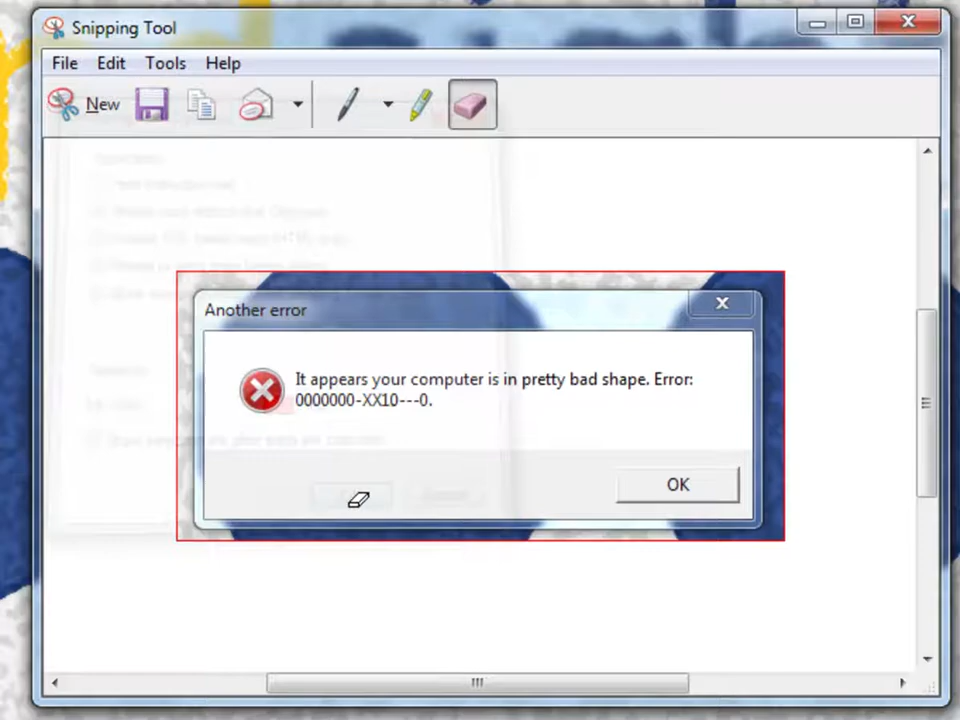 Snipping Tool
File Edit Tools Help
New
Another error
It appears your computer is in pretty bad shape. Error:
0000000-XX10---0.
OK